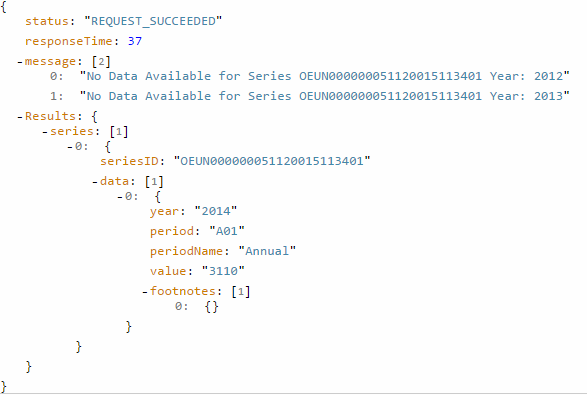 {
status: "REQUEST_SUCCEEDED"
responseTime: 37
-message: [2]
0: "No Data Available for Series OEUN000000051120015113401 Year: 2012"
1: "No Data Available for Series OEUN000000051120015113401 Year: 2013"
-Results: {
-series: [1]
-0: {
seriesID: "OEUN000000051120015113401"
-data: [1]
-0: {
year: "2014"
period: "A01"
periodName: "Annual"
value: "3110"
-footnotes: [1]
0: {}
}
}
}
}